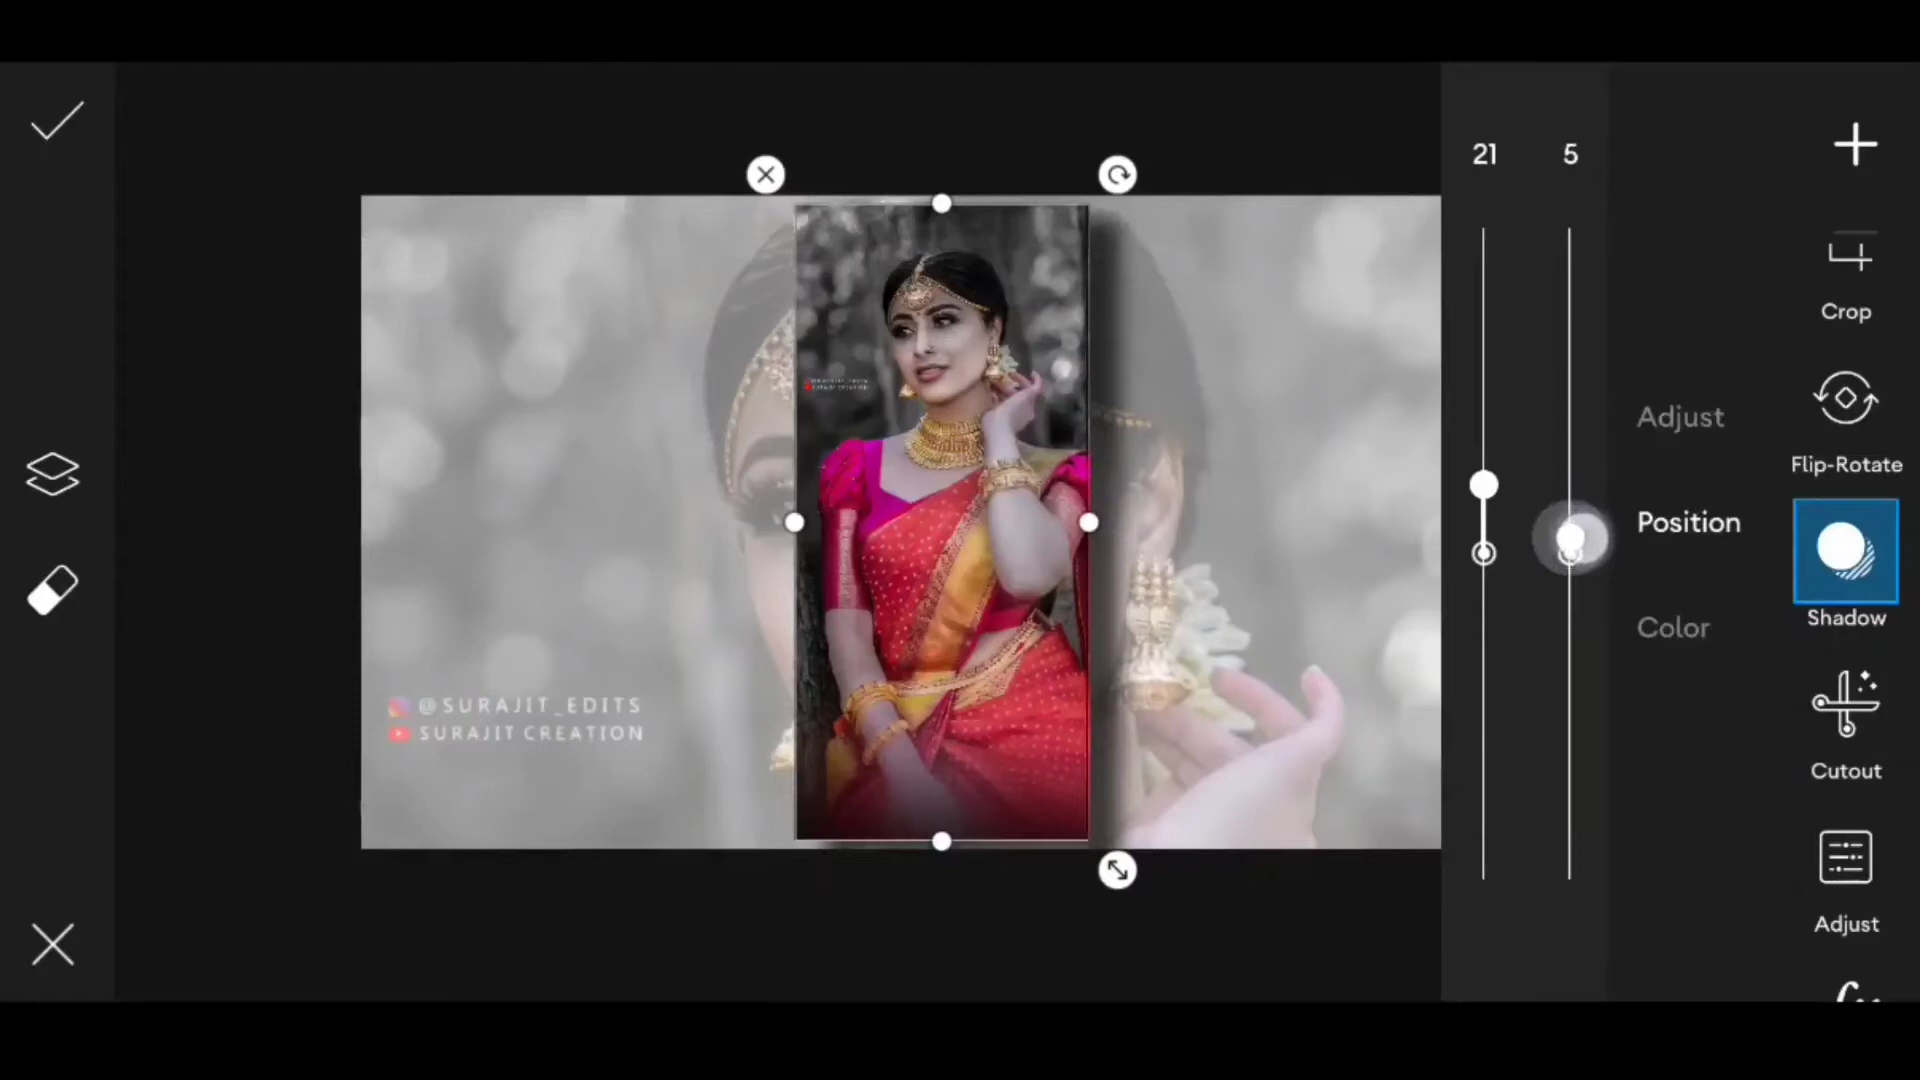 21 5
Crop
Adjust
Flip-Rotate
Position
Shadow
Color
@SURAJIT_EDITS
SURAJIT CREATION
Cutout
Adjust